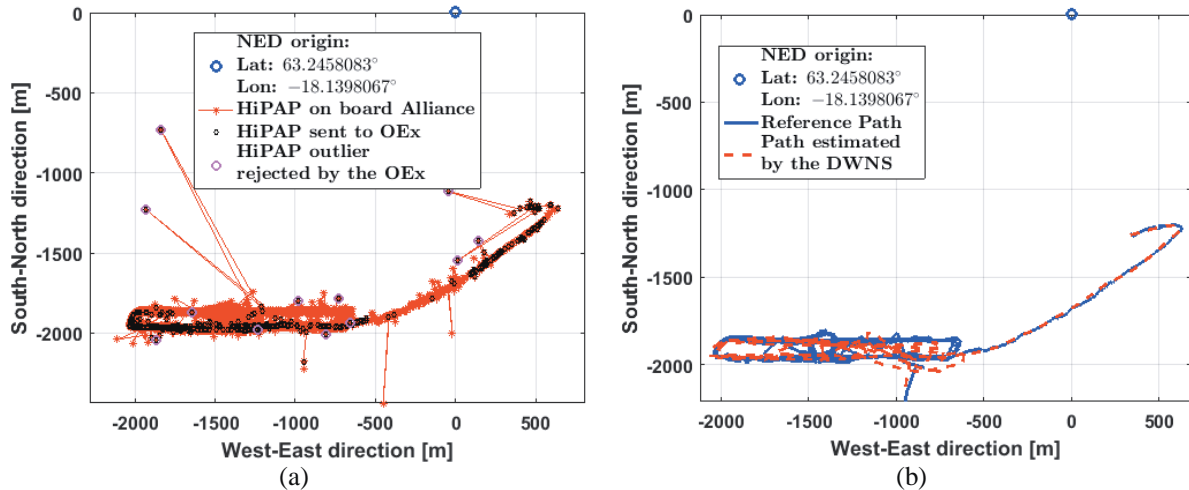 0
-500
-1000
-1500
-2000
South-North direction [m]
NED origin:
Lat: 63.2458083°
Lon: −18.1398067°
HiPAP on board Alliance
HiPAP sent to OEx
HiPAP outlier
rejected by the OEx
-2000 -1500 -1000 -500 0 500
West-East direction [m]
(a)
0
-500
-1000
-1500
-2000
South-North direction [m]
NED origin:
Lat: 63.2458083°
Lon: −18.1398067°
Reference Path
Path estimated
by the DWNS
-2000 -1500 -1000 -500 0 500
West-East direction [m]
(b)